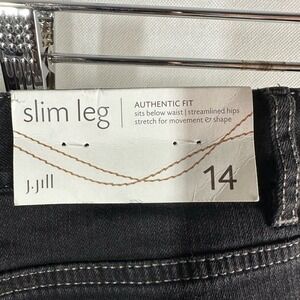 slim leg
AUTHENTIC FIT
sits below waist | streamlined hips
stretch for movement & shape
J.Jill
14